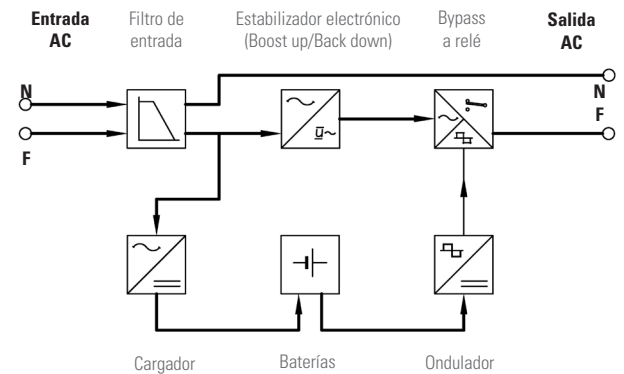 Entrada
AC
Filtro de
entrada
Estabilizador electrónico
(Boost up/Back down)
Bypass
a relé
Salida
AC
N
F
N
F
u~
Cargador
Baterías
Ondulador